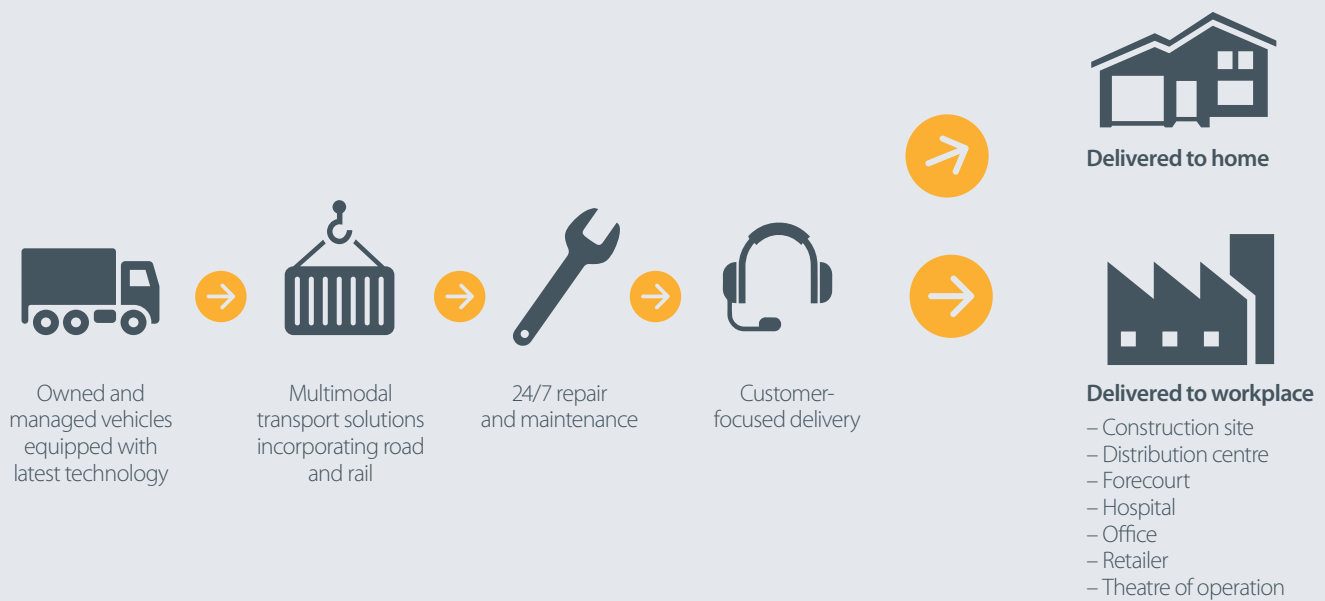 Delivered to home
Owned and
managed vehicles
equipped with
latest technology
Multimodal
transport solutions
incorporating road
and rail
24/7 repair
and maintenance
Customer-
focused delivery
Delivered to workplace
– Construction site
– Distribution centre
– Forecourt
– Hospital
– Office
– Retailer
– Theatre of operation